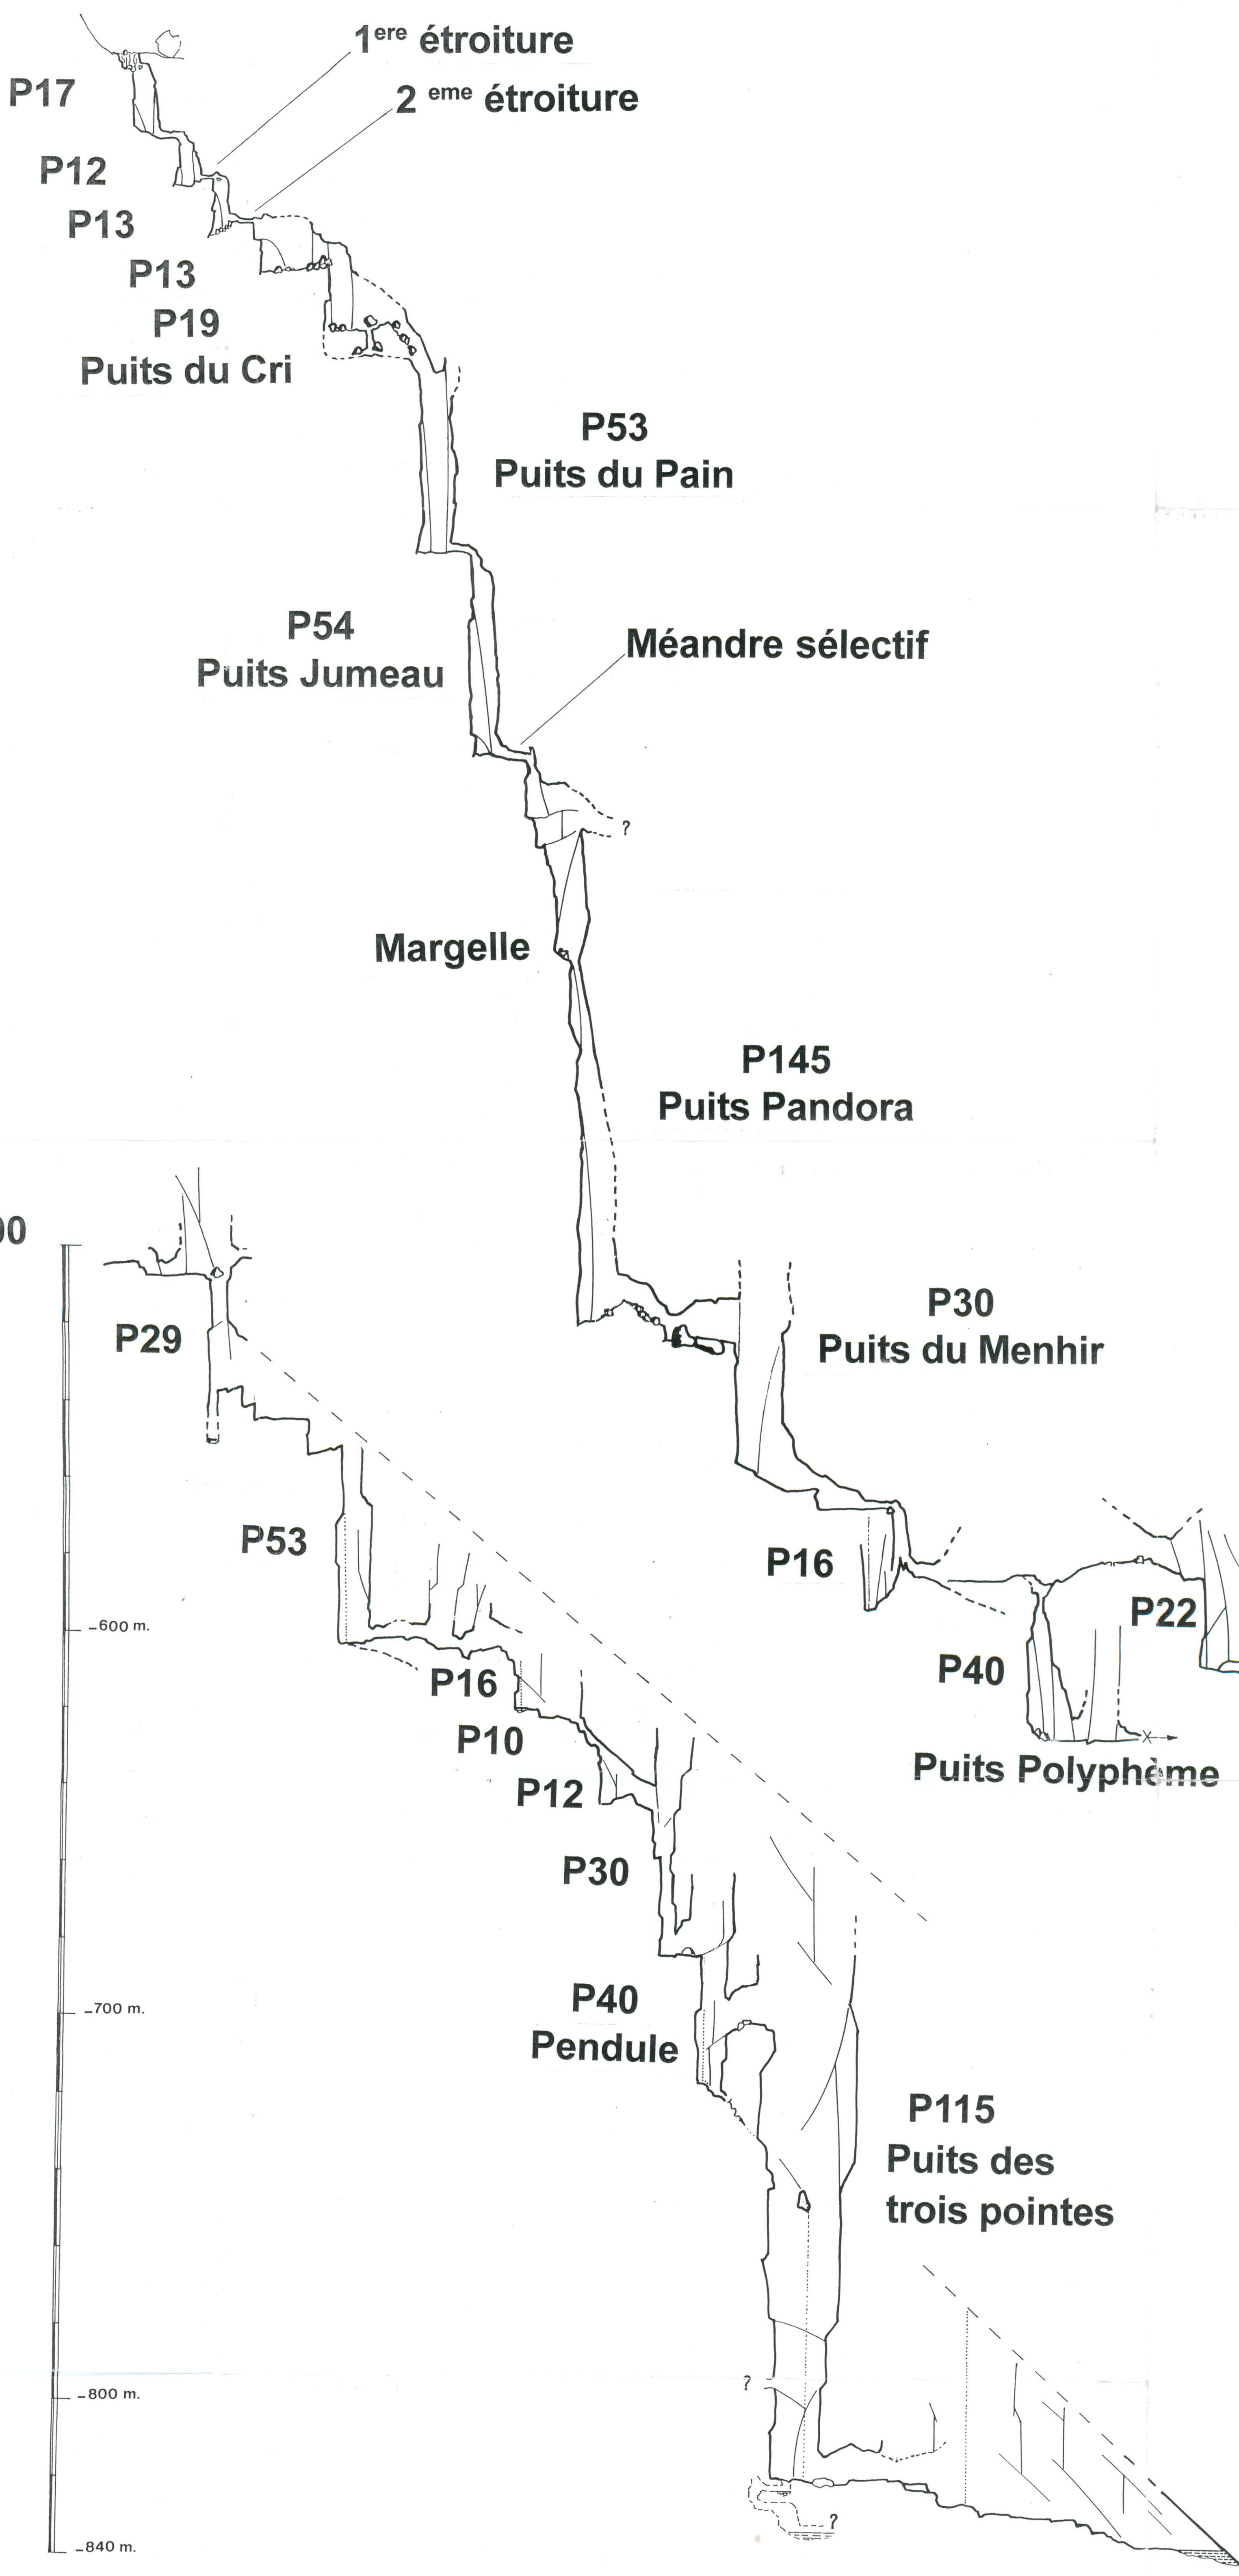 1ere étroiture
P17
2 eme étroiture
P12
P13
P13
P19
Puits du Cri
P53
Puits du Pain
P54
Puits Jumeau
Méandre sélectif
?
Margelle
P145
Puits Pandora
00
P30
Puits du Menhir
P29
P53
P16
P22
-600 m.
P40
P16
P10
Puits Polyphème
P12
P30
P40
Pendule
-700 m.
P115
Puits des
trois pointes
?
-800 m.
?
-840 m.